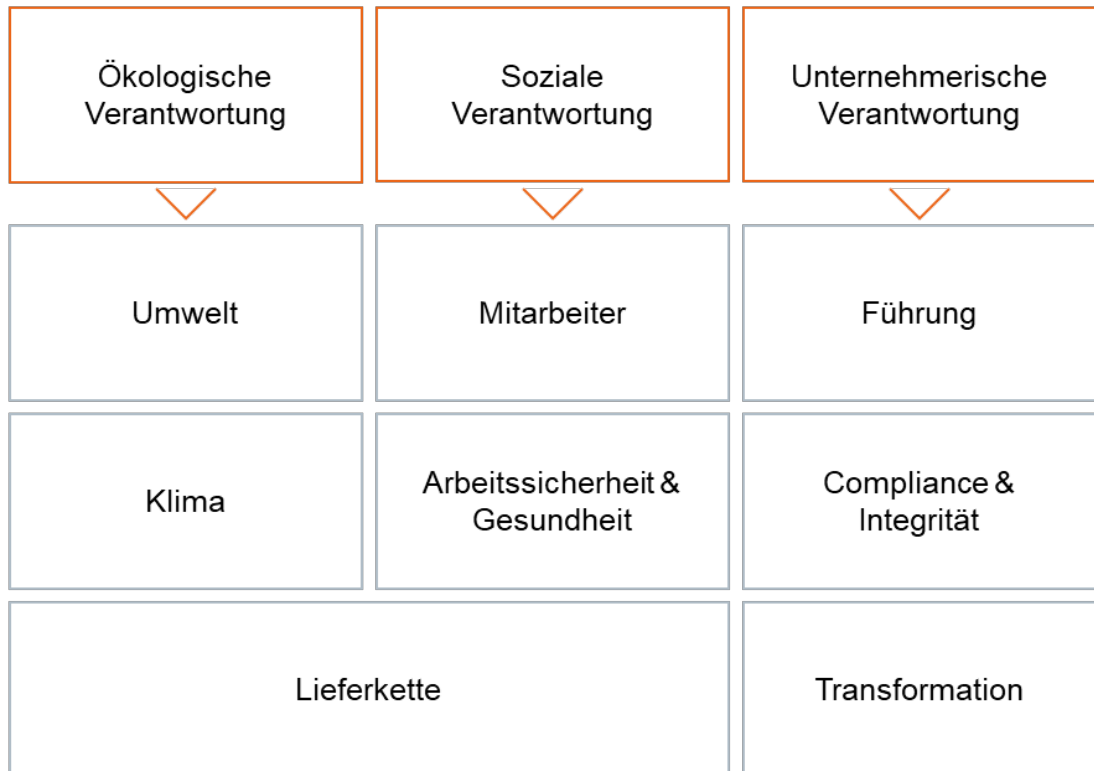 Ökologische
Verantwortung
Soziale
Verantwortung
Unternehmerische
Verantwortung
Umwelt
Mitarbeiter
Führung
Klima
Arbeitssicherheit &
Gesundheit
Compliance &
Integrität
Lieferkette
Transformation